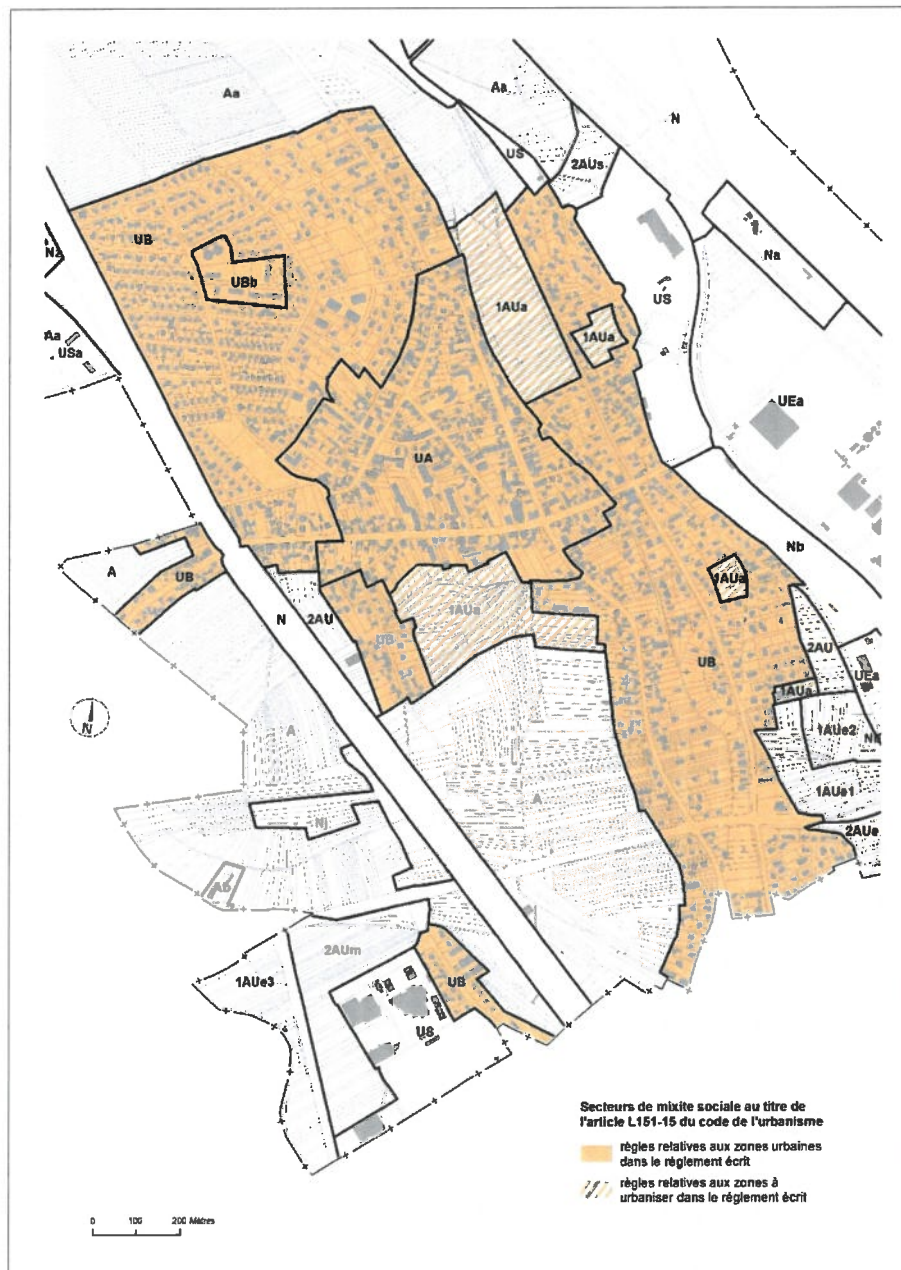 Aa
Aa
N
US
2AUs
Na
UB
UBb
US
1AUa
1AUa
Aa
USa
UEa
UA
Nb
A
UB
1AUa
N
2AU
1AUa
UB
UB
2AU
UEa
1AUa
1AUe2
A
1AUe1
A
2AUe
Nj
Ab
2AUm
1AUe3
UB
US
N
Secteurs de mixite sociale au titre de
l'article L151-15 du code de l'urbanisme
règles relatives aux zones urbaines
dans le règlement écrit
règles relatives aux zones à
urbaniser dans le réglement écrit
0 100 200 Mètres